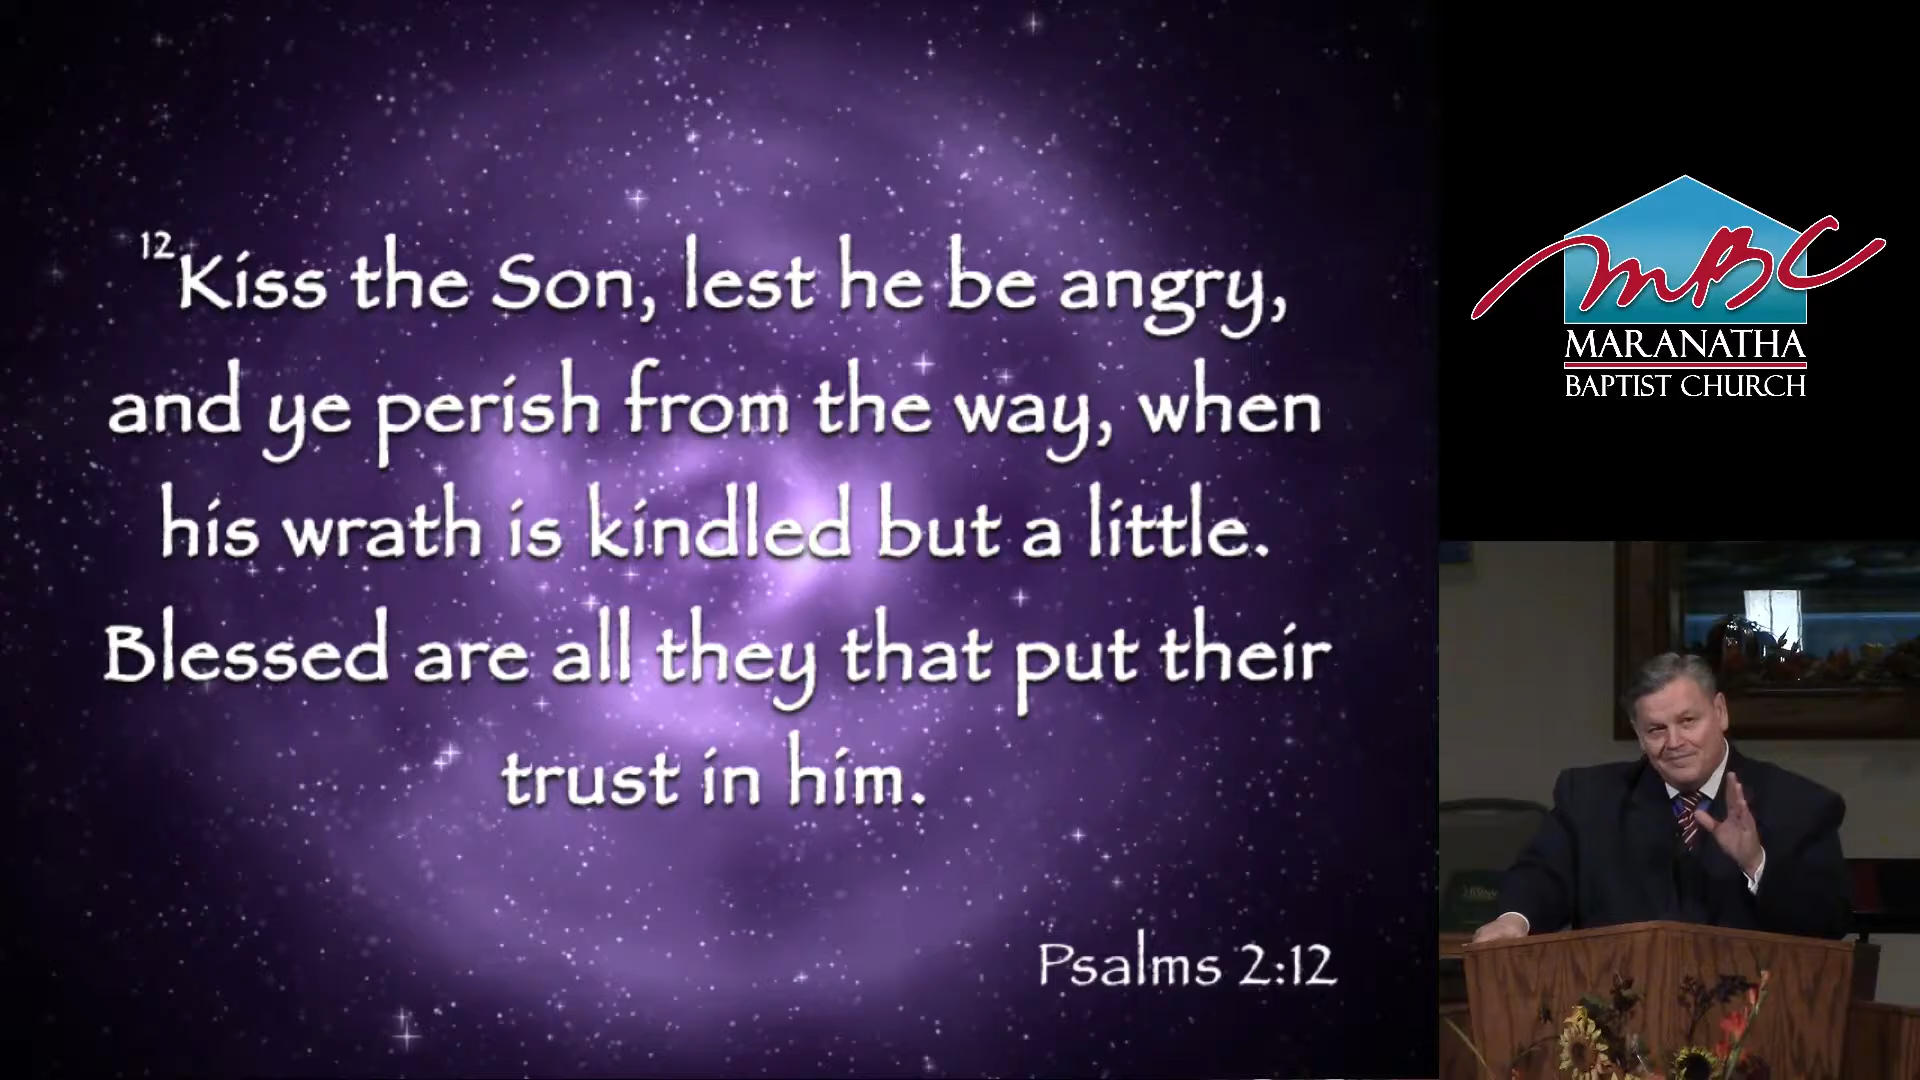 12Kiss the Son, lest he be angry,
and ye perish from the way, when
his wrath is kindled but a little.
Blessed are all they that put their
trust in him.
Psalms 2:12
MBC
MARANATHA
BAPTIST CHURCH